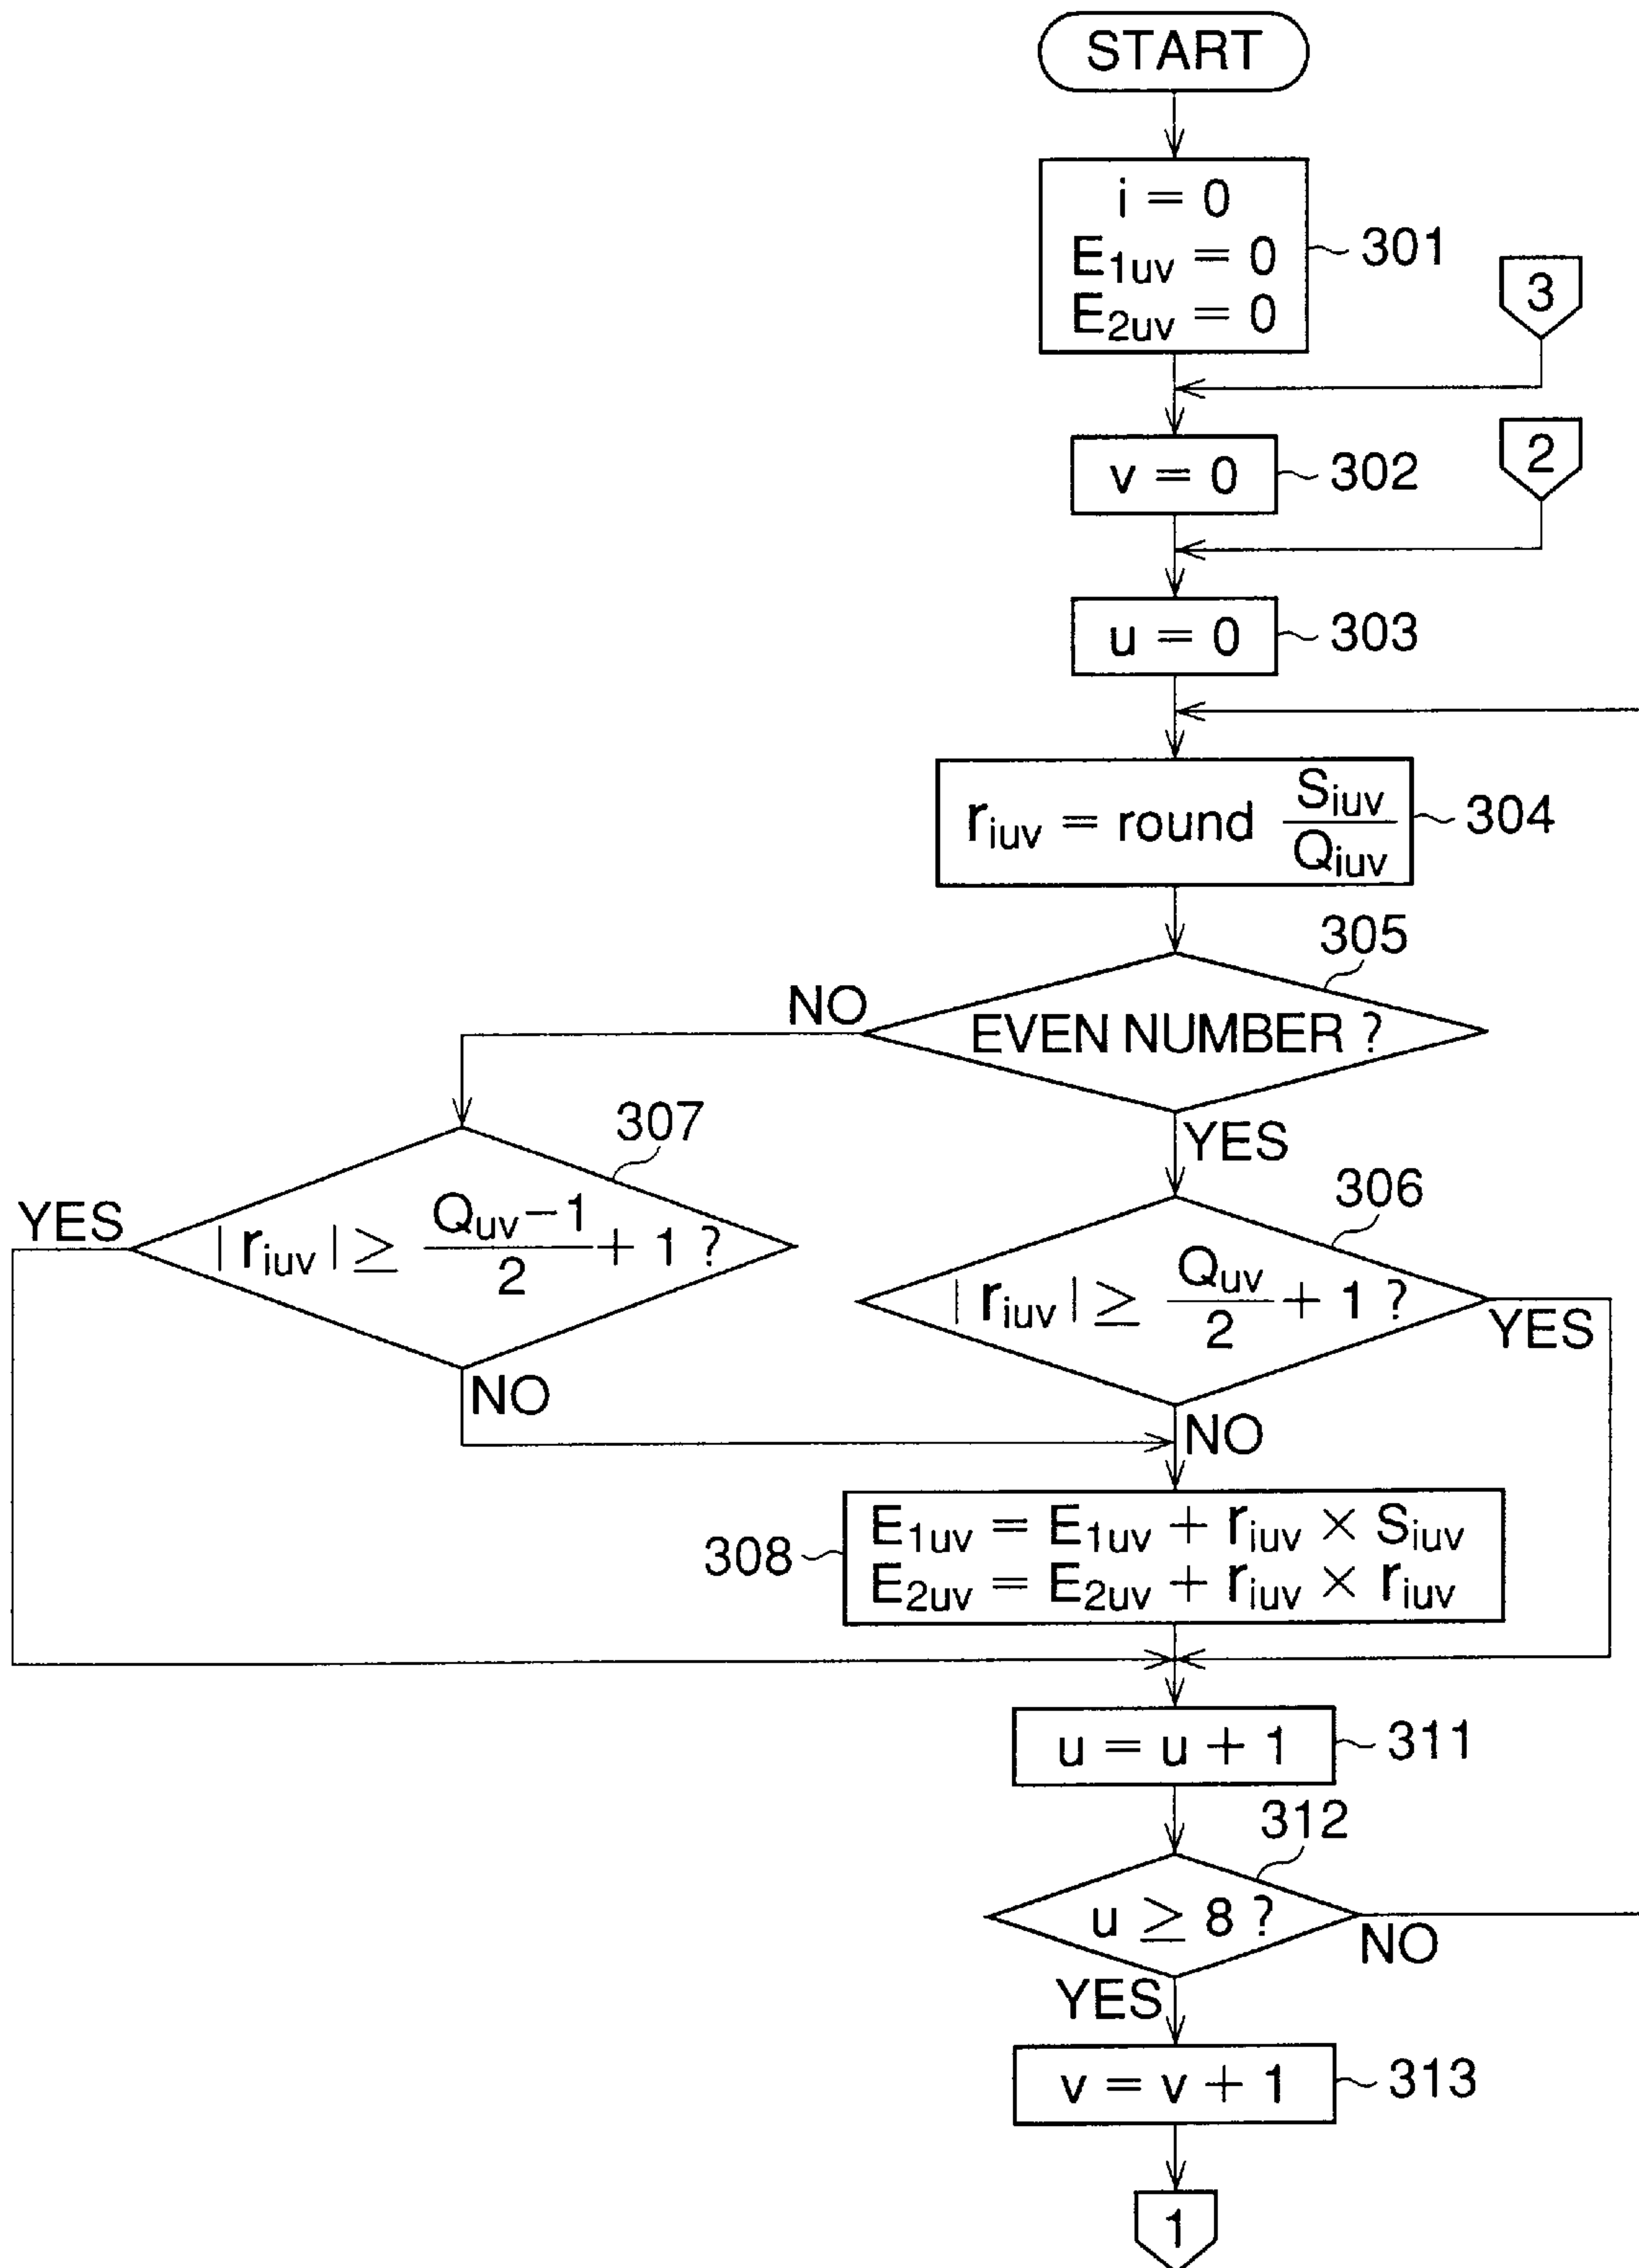 START
i = 0
E1uv = 0
E2uv = 0
301
3
v = 0
302
2
u = 0
303
riuv = round Siuv / Qiuv
304
305
NO
EVEN NUMBER ?
YES
307
YES
| riuv | ≥ Quv − 1 / 2 + 1 ?
NO
306
| riuv | ≥ Quv / 2 + 1 ?
YES
NO
308
E1uv = E1uv + riuv × Siuv
E2uv = E2uv + riuv × riuv
u = u + 1
311
312
u ≥ 8 ?
NO
YES
v = v + 1
313
1